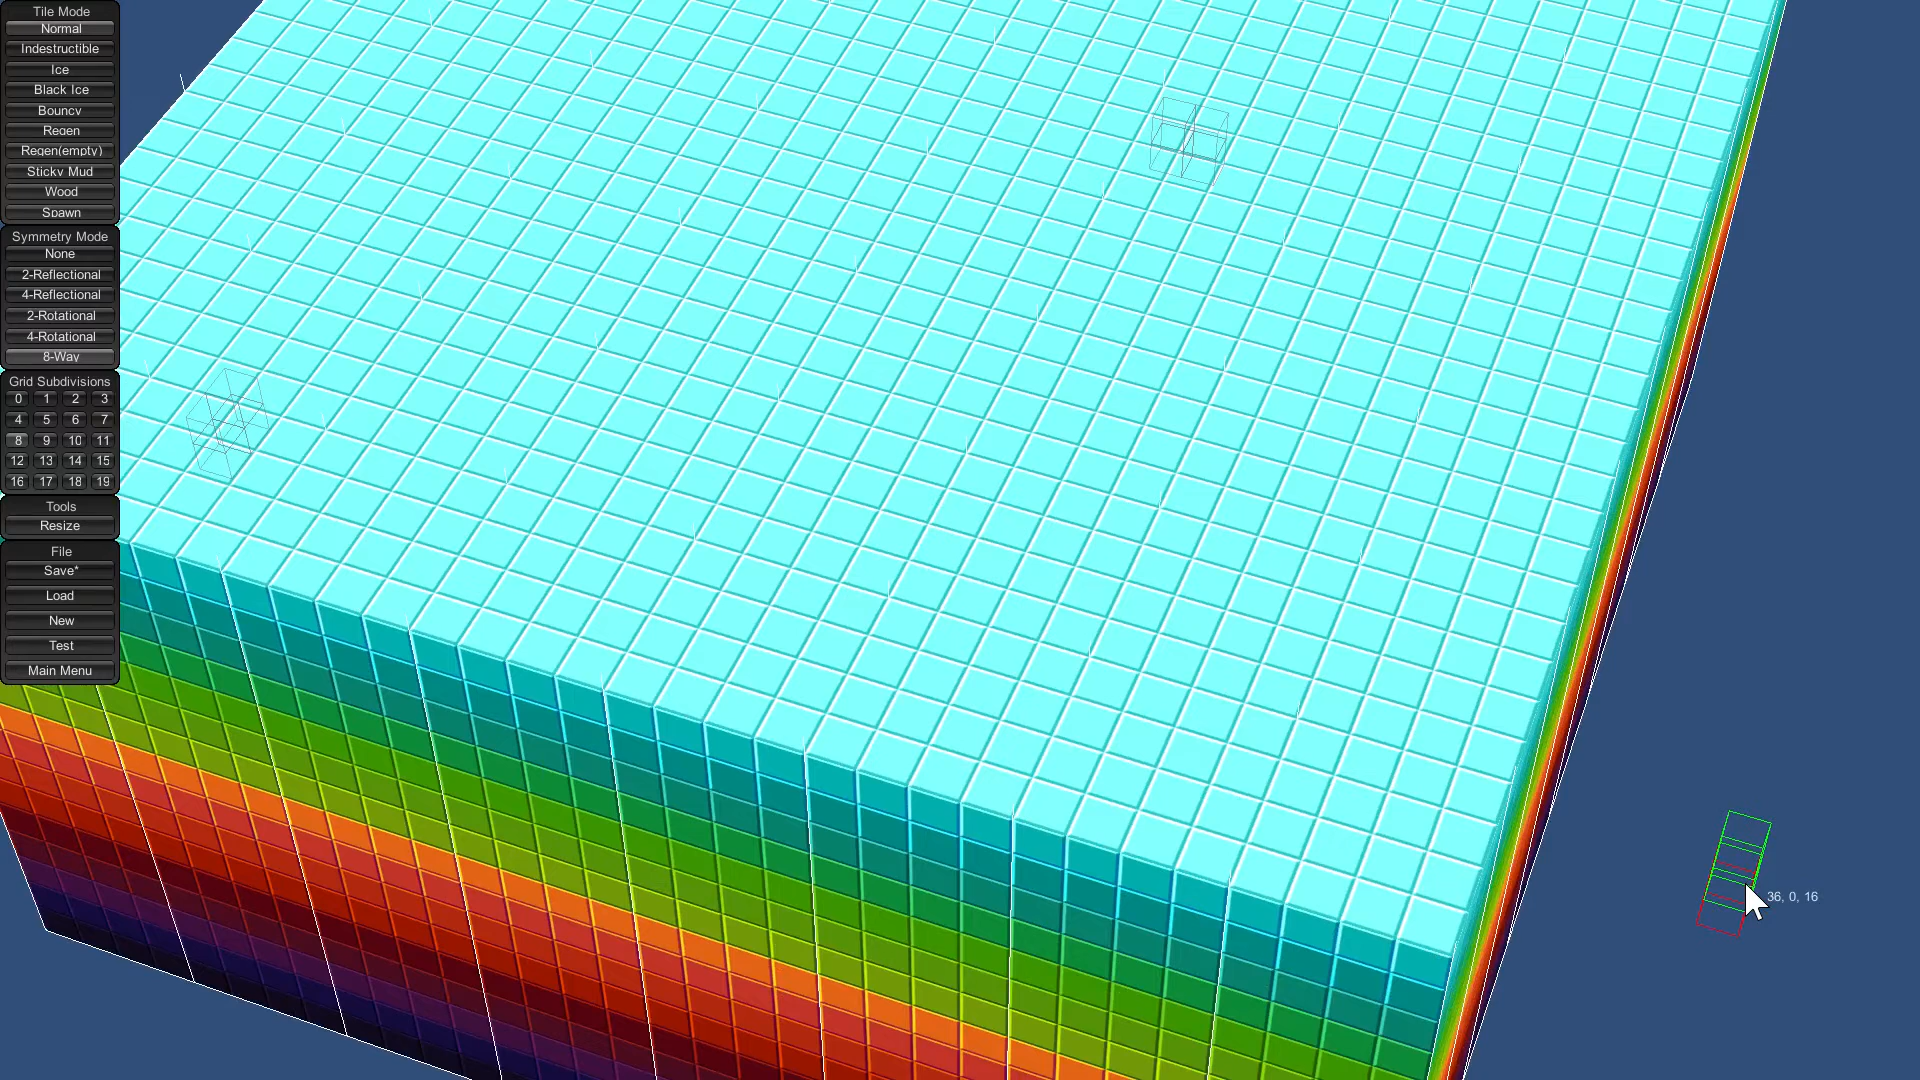 Tile Mode
Normal
Indestructible
Ice
Black Ice
Bouncy
Regen
Regen(empty)
Sticky Mud
Wood
Spawn
Symmetry Mode
None
2-Reflectional
4-Reflectional
2-Rotational
4-Rotational
8-Way
Grid Subdivisions
0 1 2 3
4 5 6 7
8 9 10 11
12 13 14 15
16 17 18 19
Tools
Resize
File
Save*
Load
New
Test
Main Menu
36, 0, 16